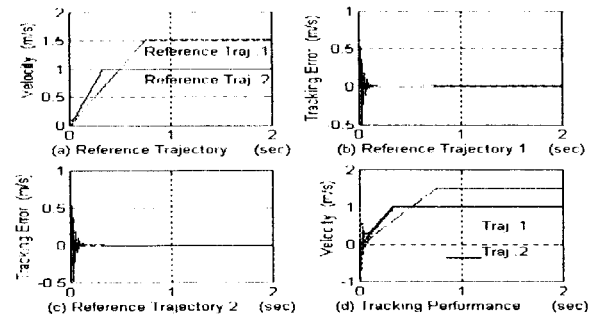 2
1.5
1
0.5
0
Velocity (m/s)
Reference Traj. 1
Reference Traj. 2
0 1 2
(a) Reference Trajectory (sec)
1
0.5
0
-0.5
Tracking Error (m/s)
0 1 2
(b) Reference Trajectory 1 (sec)
1
0.5
0
-0.5
Tracking Error (m/s)
0 1 2
(c) Reference Trajectory 2 (sec)
2
1
0
-1
Velocity (m/s)
Traj. 1
Traj. 2
0 1 2
(d) Tracking Performance (sec)